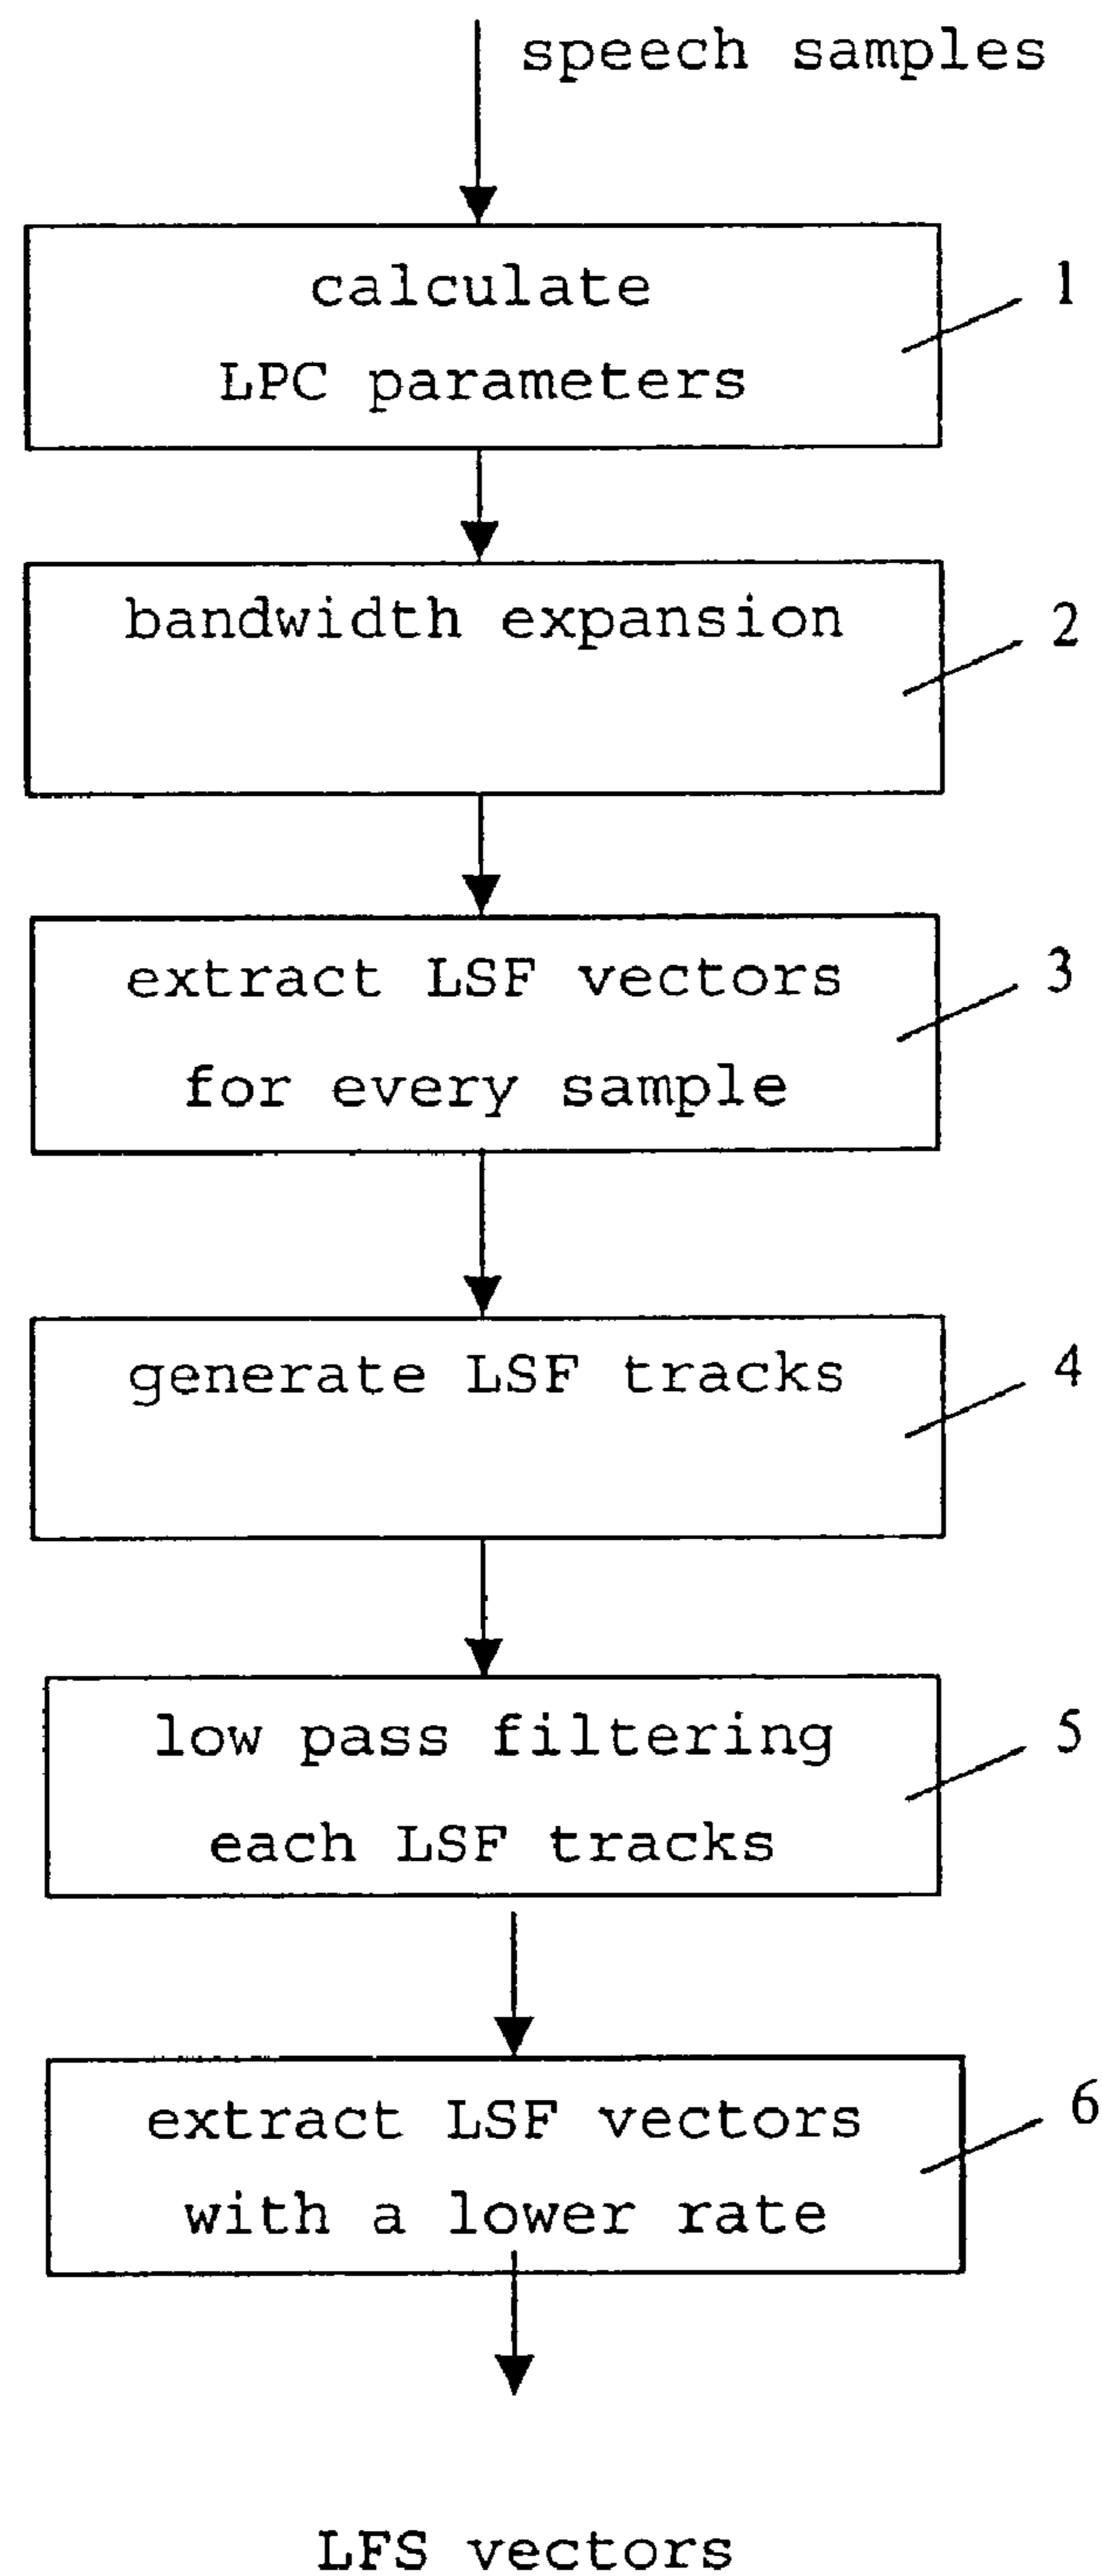 speech samples
calculate
LPC parameters
1
bandwidth expansion
2
extract LSF vectors
for every sample
3
generate LSF tracks
4
low pass filtering
each LSF tracks
5
extract LSF vectors
with a lower rate
6
LFS vectors